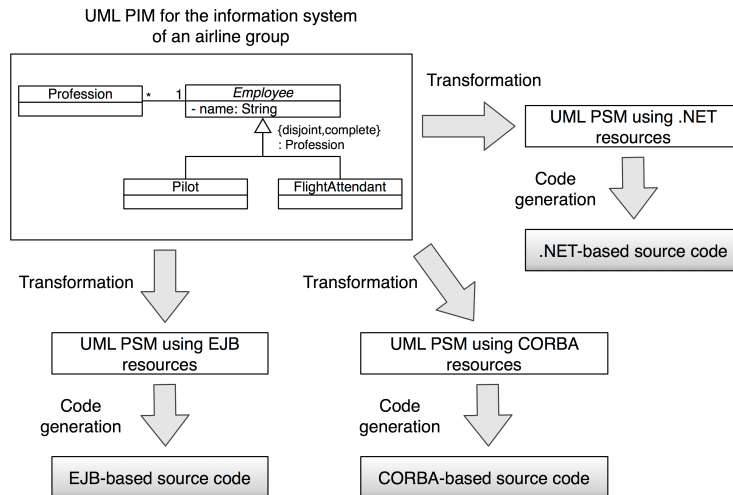 UML PIM for the information system
of an airline group
Profession
*
1
Employee
- name: String
{disjoint,complete}
: Profession
Pilot
FlightAttendant
Transformation
UML PSM using .NET
resources
Code
generation
.NET-based source code
Transformation
Transformation
UML PSM using EJB
resources
UML PSM using CORBA
resources
Code
generation
Code
generation
EJB-based source code
CORBA-based source code